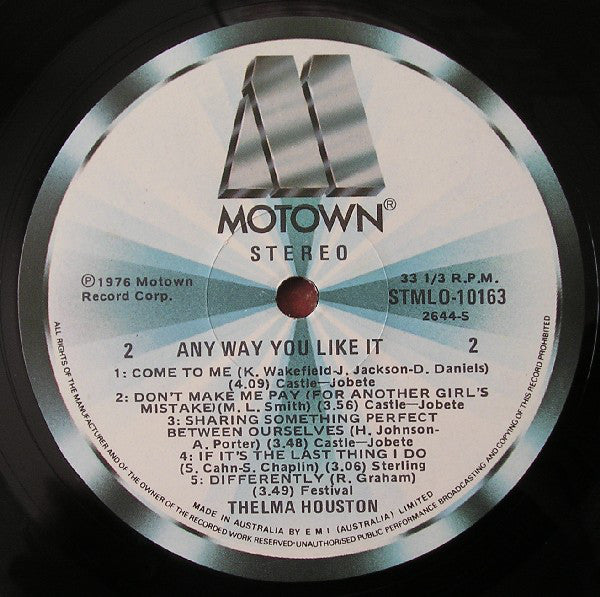 MOTOWN®
STEREO
℗1976 Motown
Record Corp.
33 1/3 R.P.M.
STMLO-10163
2644-S
2 ANY WAY YOU LIKE IT 2
1: COME TO ME (K. Wakefield-J. Jackson-D. Daniels)
(4.09) Castle–Jobete
2: DON'T MAKE ME PAY (FOR ANOTHER GIRL'S
MISTAKE)(M. L. Smith) (3.56) Castle–Jobete
3: SHARING SOMETHING PERFECT
BETWEEN OURSELVES (H. Johnson-
A. Porter) (3.48) Castle–Jobete
4: IF IT'S THE LAST THING I DO
(S. Cahn-S. Chaplin) (3.06) Sterling
5: DIFFERENTLY (R. Graham)
(3.49) Festival
THELMA HOUSTON
MADE IN AUSTRALIA BY E M I (AUSTRALIA) LIMITED
ALL RIGHTS OF THE MANUFACTURER AND OF THE OWNER OF THE RECORDED WORK RESERVED·UNAUTHORISED PUBLIC PERFORMANCE BROADCASTING AND COPYING OF THIS RECORD PROHIBITED